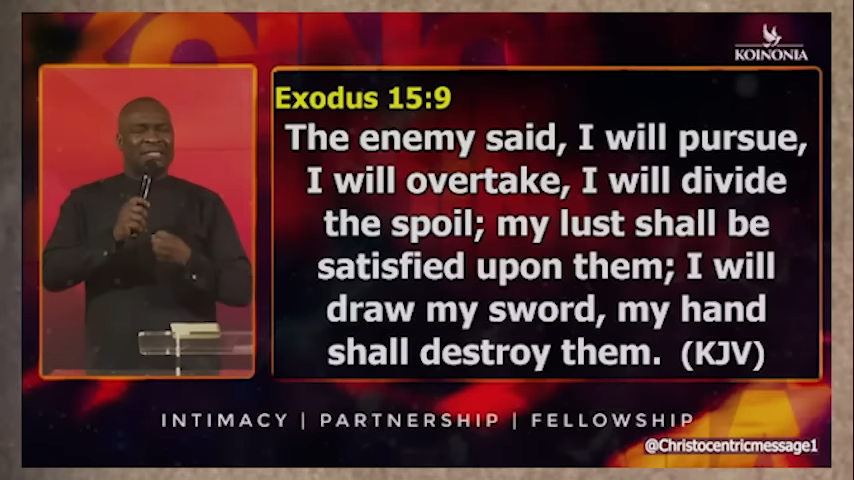 KOINONIA
Exodus 15:9
The enemy said, I will pursue,
I will overtake, I will divide
the spoil; my lust shall be
satisfied upon them; I will
draw my sword, my hand
shall destroy them. (KJV)
INTIMACY | PARTNERSHIP | FELLOWSHIP
@Christocentricmessage1